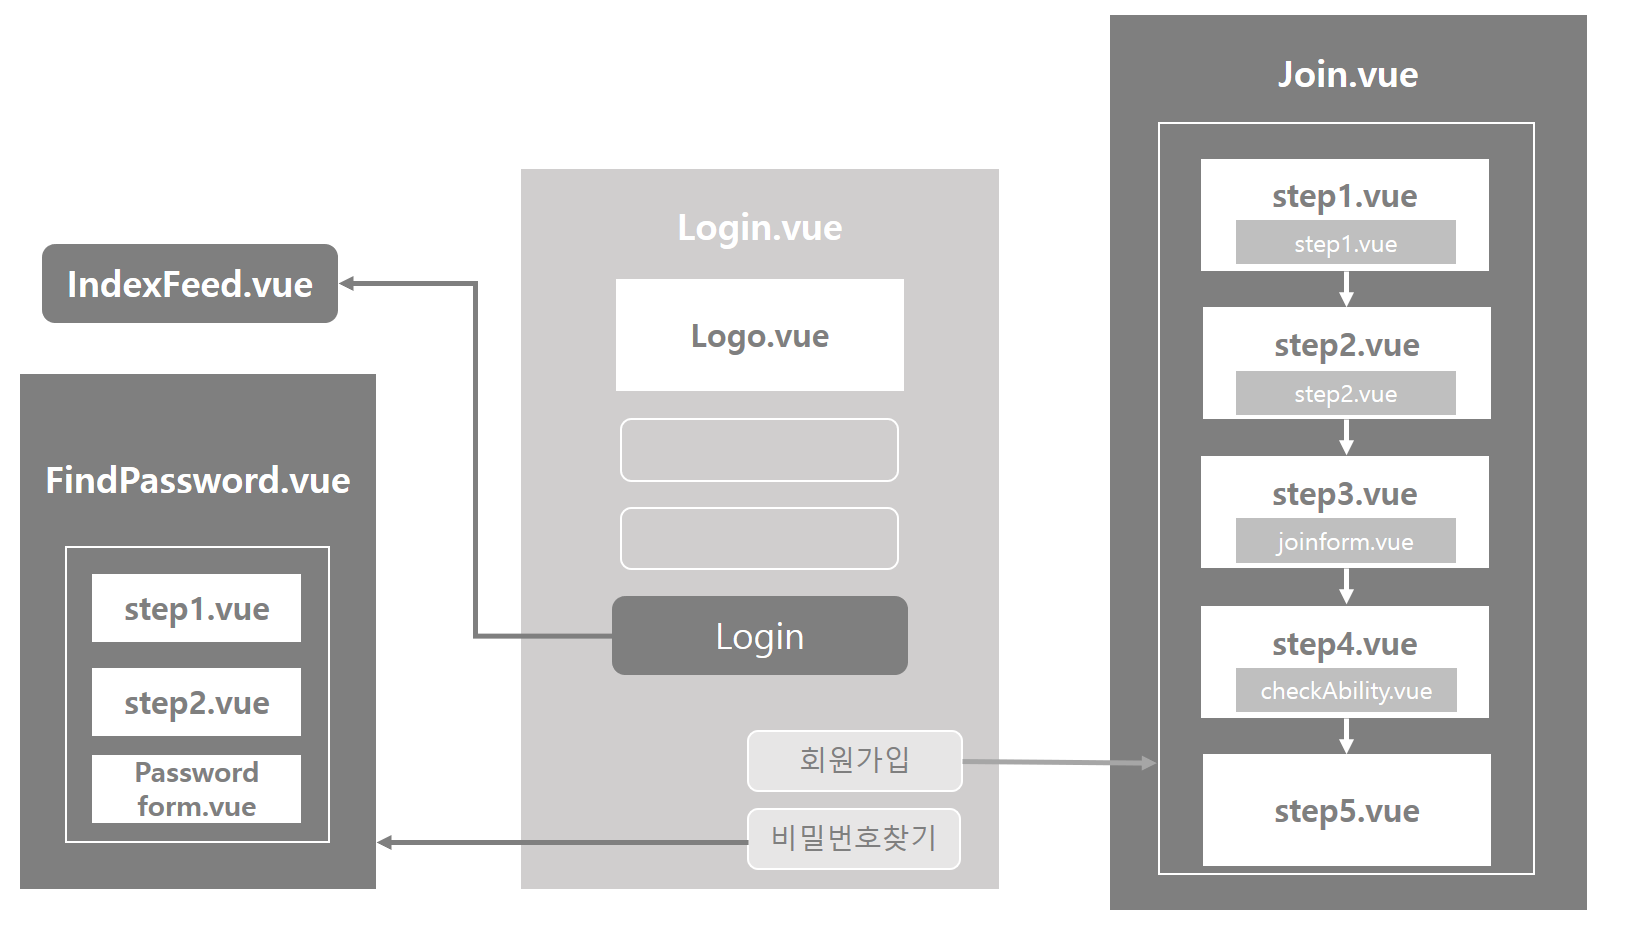 IndexFeed.vue
FindPassword.vue
step1.vue
step2.vue
Password
form.vue
Login.vue
Logo.vue
Login
회원가입
비밀번호찾기
Join.vue
step1.vue
step1.vue
step2.vue
step2.vue
step3.vue
joinform.vue
step4.vue
checkAbility.vue
step5.vue